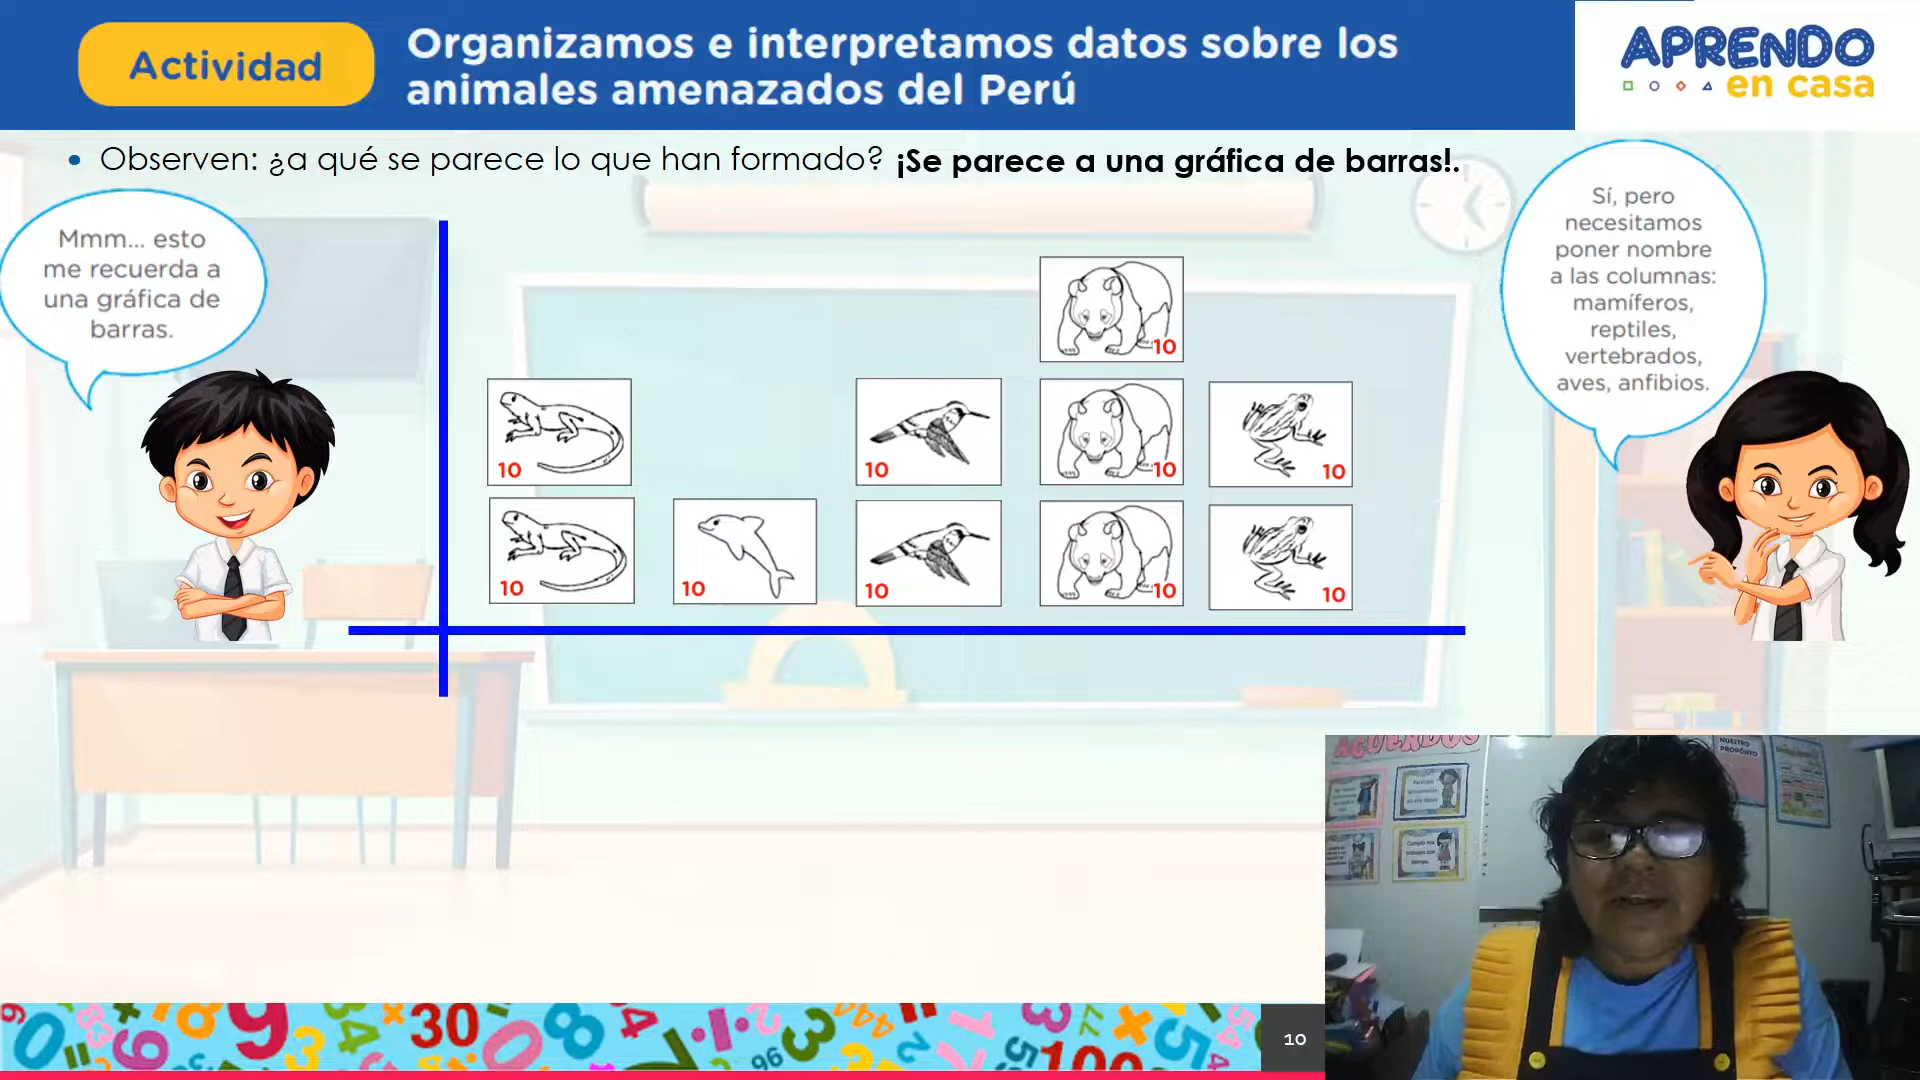 Actividad
Organizamos e interpretamos datos sobre los
animales amenazados del Perú
APRENDO
en casa
• Observen: ¿a qué se parece lo que han formado? ¡Se parece a una gráfica de barras!.
Mmm... esto
me recuerda a
una gráfica de
barras.
Sí, pero
necesitamos
poner nombre
a las columnas:
mamíferos,
reptiles,
vertebrados,
aves, anfibios.
10
10
10
10
10
10
10
10
10
10
ACUERDOS
NUESTRO
PROPÓSITO
30
100
10